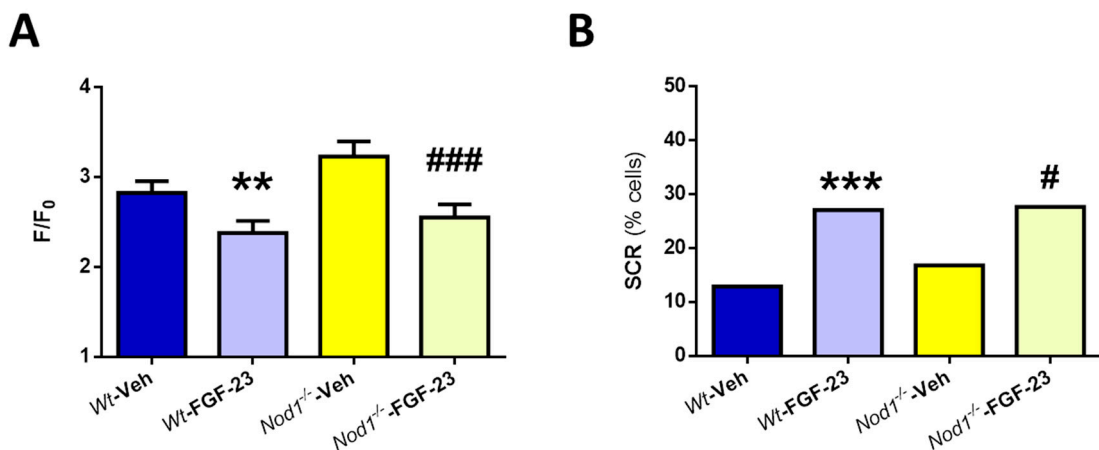 A
F/F₀
4
3
2
1
**
###
Wt-Veh
Wt-FGF-23
Nod1⁻/⁻-Veh
Nod1⁻/⁻-FGF-23
B
SCR (% cells)
50
40
30
20
10
0
***
#
Wt-Veh
Wt-FGF-23
Nod1⁻/⁻-Veh
Nod1⁻/⁻-FGF-23